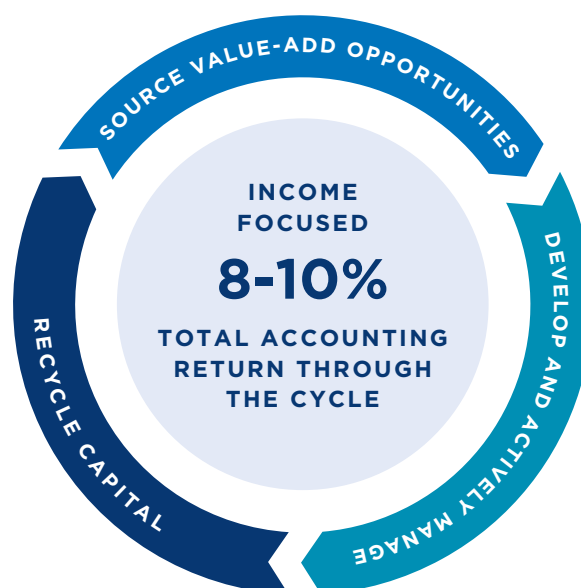 SOURCE VALUE-ADD OPPORTUNITIES
DEVELOP AND ACTIVELY MANAGE
RECYCLE CAPITAL
INCOME
FOCUSED
8-10%
TOTAL ACCOUNTING
RETURN THROUGH
THE CYCLE